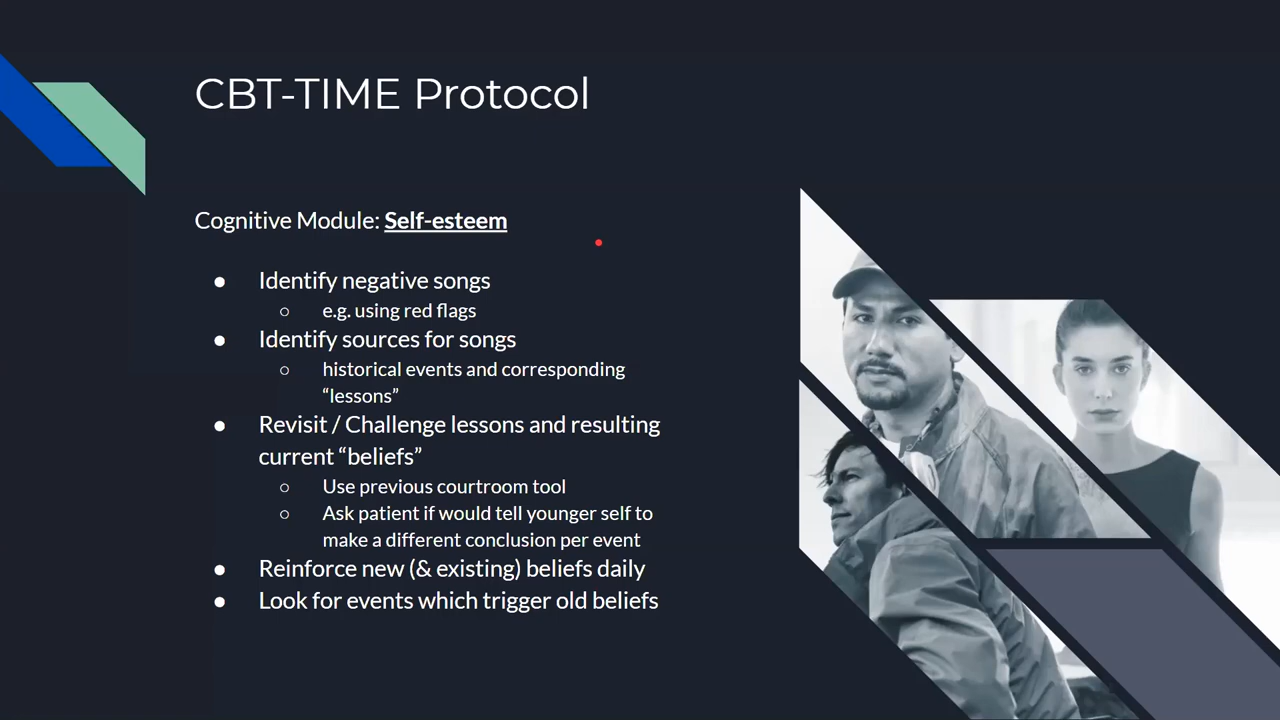 CBT-TIME Protocol
Cognitive Module: Self-esteem
● Identify negative songs
○ e.g. using red flags
● Identify sources for songs
○ historical events and corresponding
“lessons”
● Revisit / Challenge lessons and resulting
current “beliefs”
○ Use previous courtroom tool
○ Ask patient if would tell younger self to
make a different conclusion per event
● Reinforce new (& existing) beliefs daily
● Look for events which trigger old beliefs